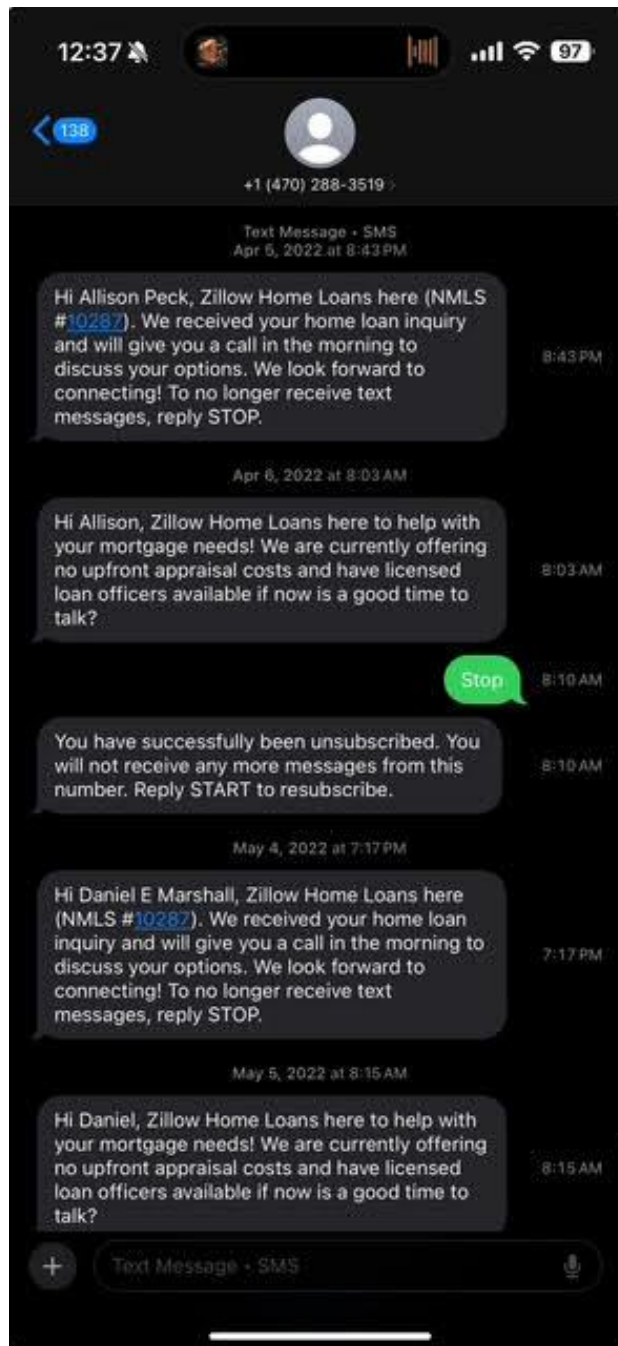 12:37
97
138
+1 (470) 288-3519 >
Text Message • SMS
Apr 5, 2022 at 8:43 PM
Hi Allison Peck, Zillow Home Loans here (NMLS
#10287). We received your home loan inquiry
and will give you a call in the morning to
discuss your options. We look forward to
connecting! To no longer receive text
messages, reply STOP.
8:43 PM
Apr 6, 2022 at 8:03 AM
Hi Allison, Zillow Home Loans here to help with
your mortgage needs! We are currently offering
no upfront appraisal costs and have licensed
loan officers available if now is a good time to
talk?
8:03 AM
Stop
8:10 AM
You have successfully been unsubscribed. You
will not receive any more messages from this
number. Reply START to resubscribe.
8:10 AM
May 4, 2022 at 7:17 PM
Hi Daniel E Marshall, Zillow Home Loans here
(NMLS #10287). We received your home loan
inquiry and will give you a call in the morning to
discuss your options. We look forward to
connecting! To no longer receive text
messages, reply STOP.
7:17 PM
May 5, 2022 at 8:15 AM
Hi Daniel, Zillow Home Loans here to help with
your mortgage needs! We are currently offering
no upfront appraisal costs and have licensed
loan officers available if now is a good time to
talk?
8:15 AM
Text Message • SMS